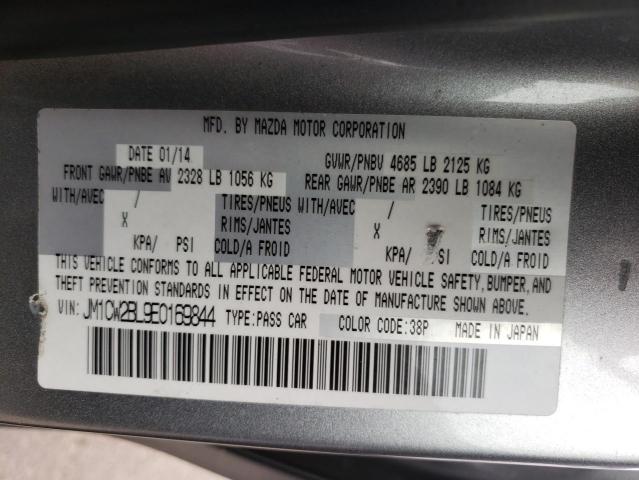 MFD. BY MAZDA MOTOR CORPORATION
DATE 01/14 GVWR/PNBV 4685 LB 2125 KG
FRONT GAWR/PNBE AV 2328 LB 1056 KG REAR GAWR/PNBE AR 2390 LB 1084 KG
WITH/AVEC / TIRES/PNEUS WITH/AVEC / TIRES/PNEUS
X RIMS/JANTES X RIMS/JANTES
KPA/ PSI COLD/A FROID KPA/ PSI COLD/A FROID
THIS VEHICLE CONFORMS TO ALL APPLICABLE FEDERAL MOTOR VEHICLE SAFETY, BUMPER, AND
THEFT PREVENTION STANDARDS IN EFFECT ON THE DATE OF MANUFACTURE SHOWN ABOVE.
VIN: JM1CW2BL9E0169844 TYPE: PASS CAR COLOR CODE: 38P MADE IN JAPAN